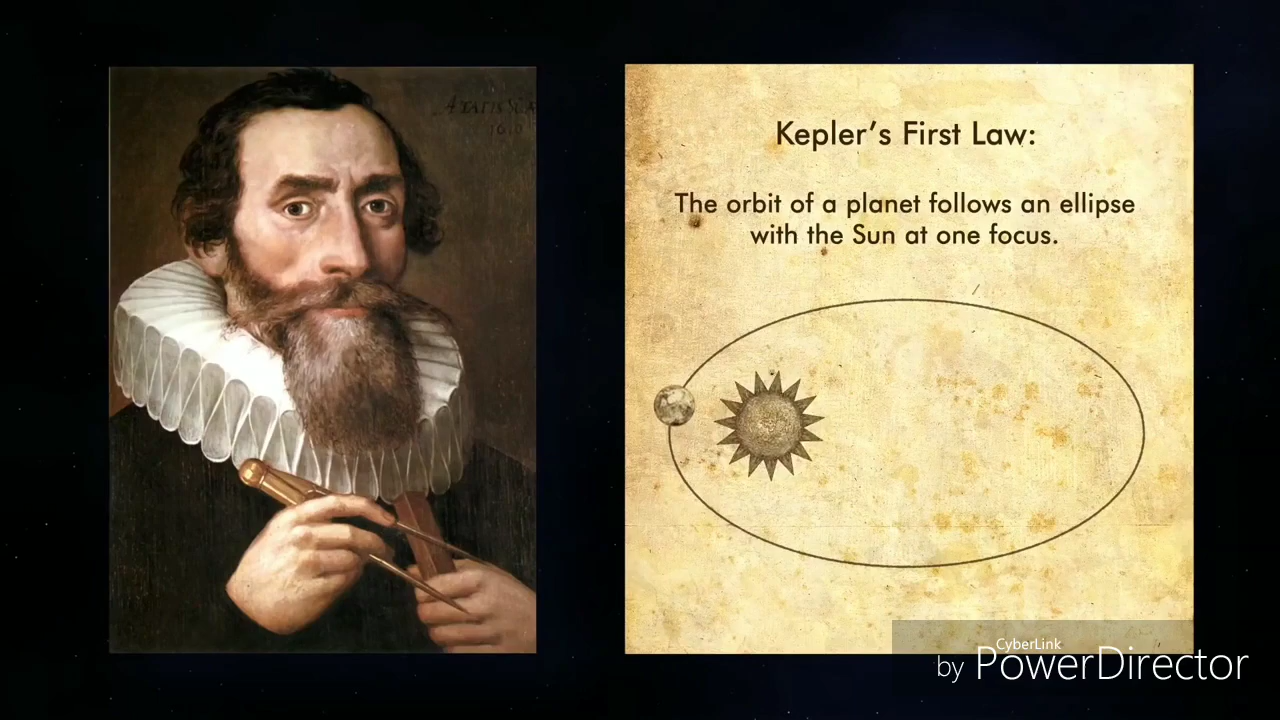 Kepler's First Law:
The orbit of a planet follows an ellipse
with the Sun at one focus.
CyberLink
by PowerDirector